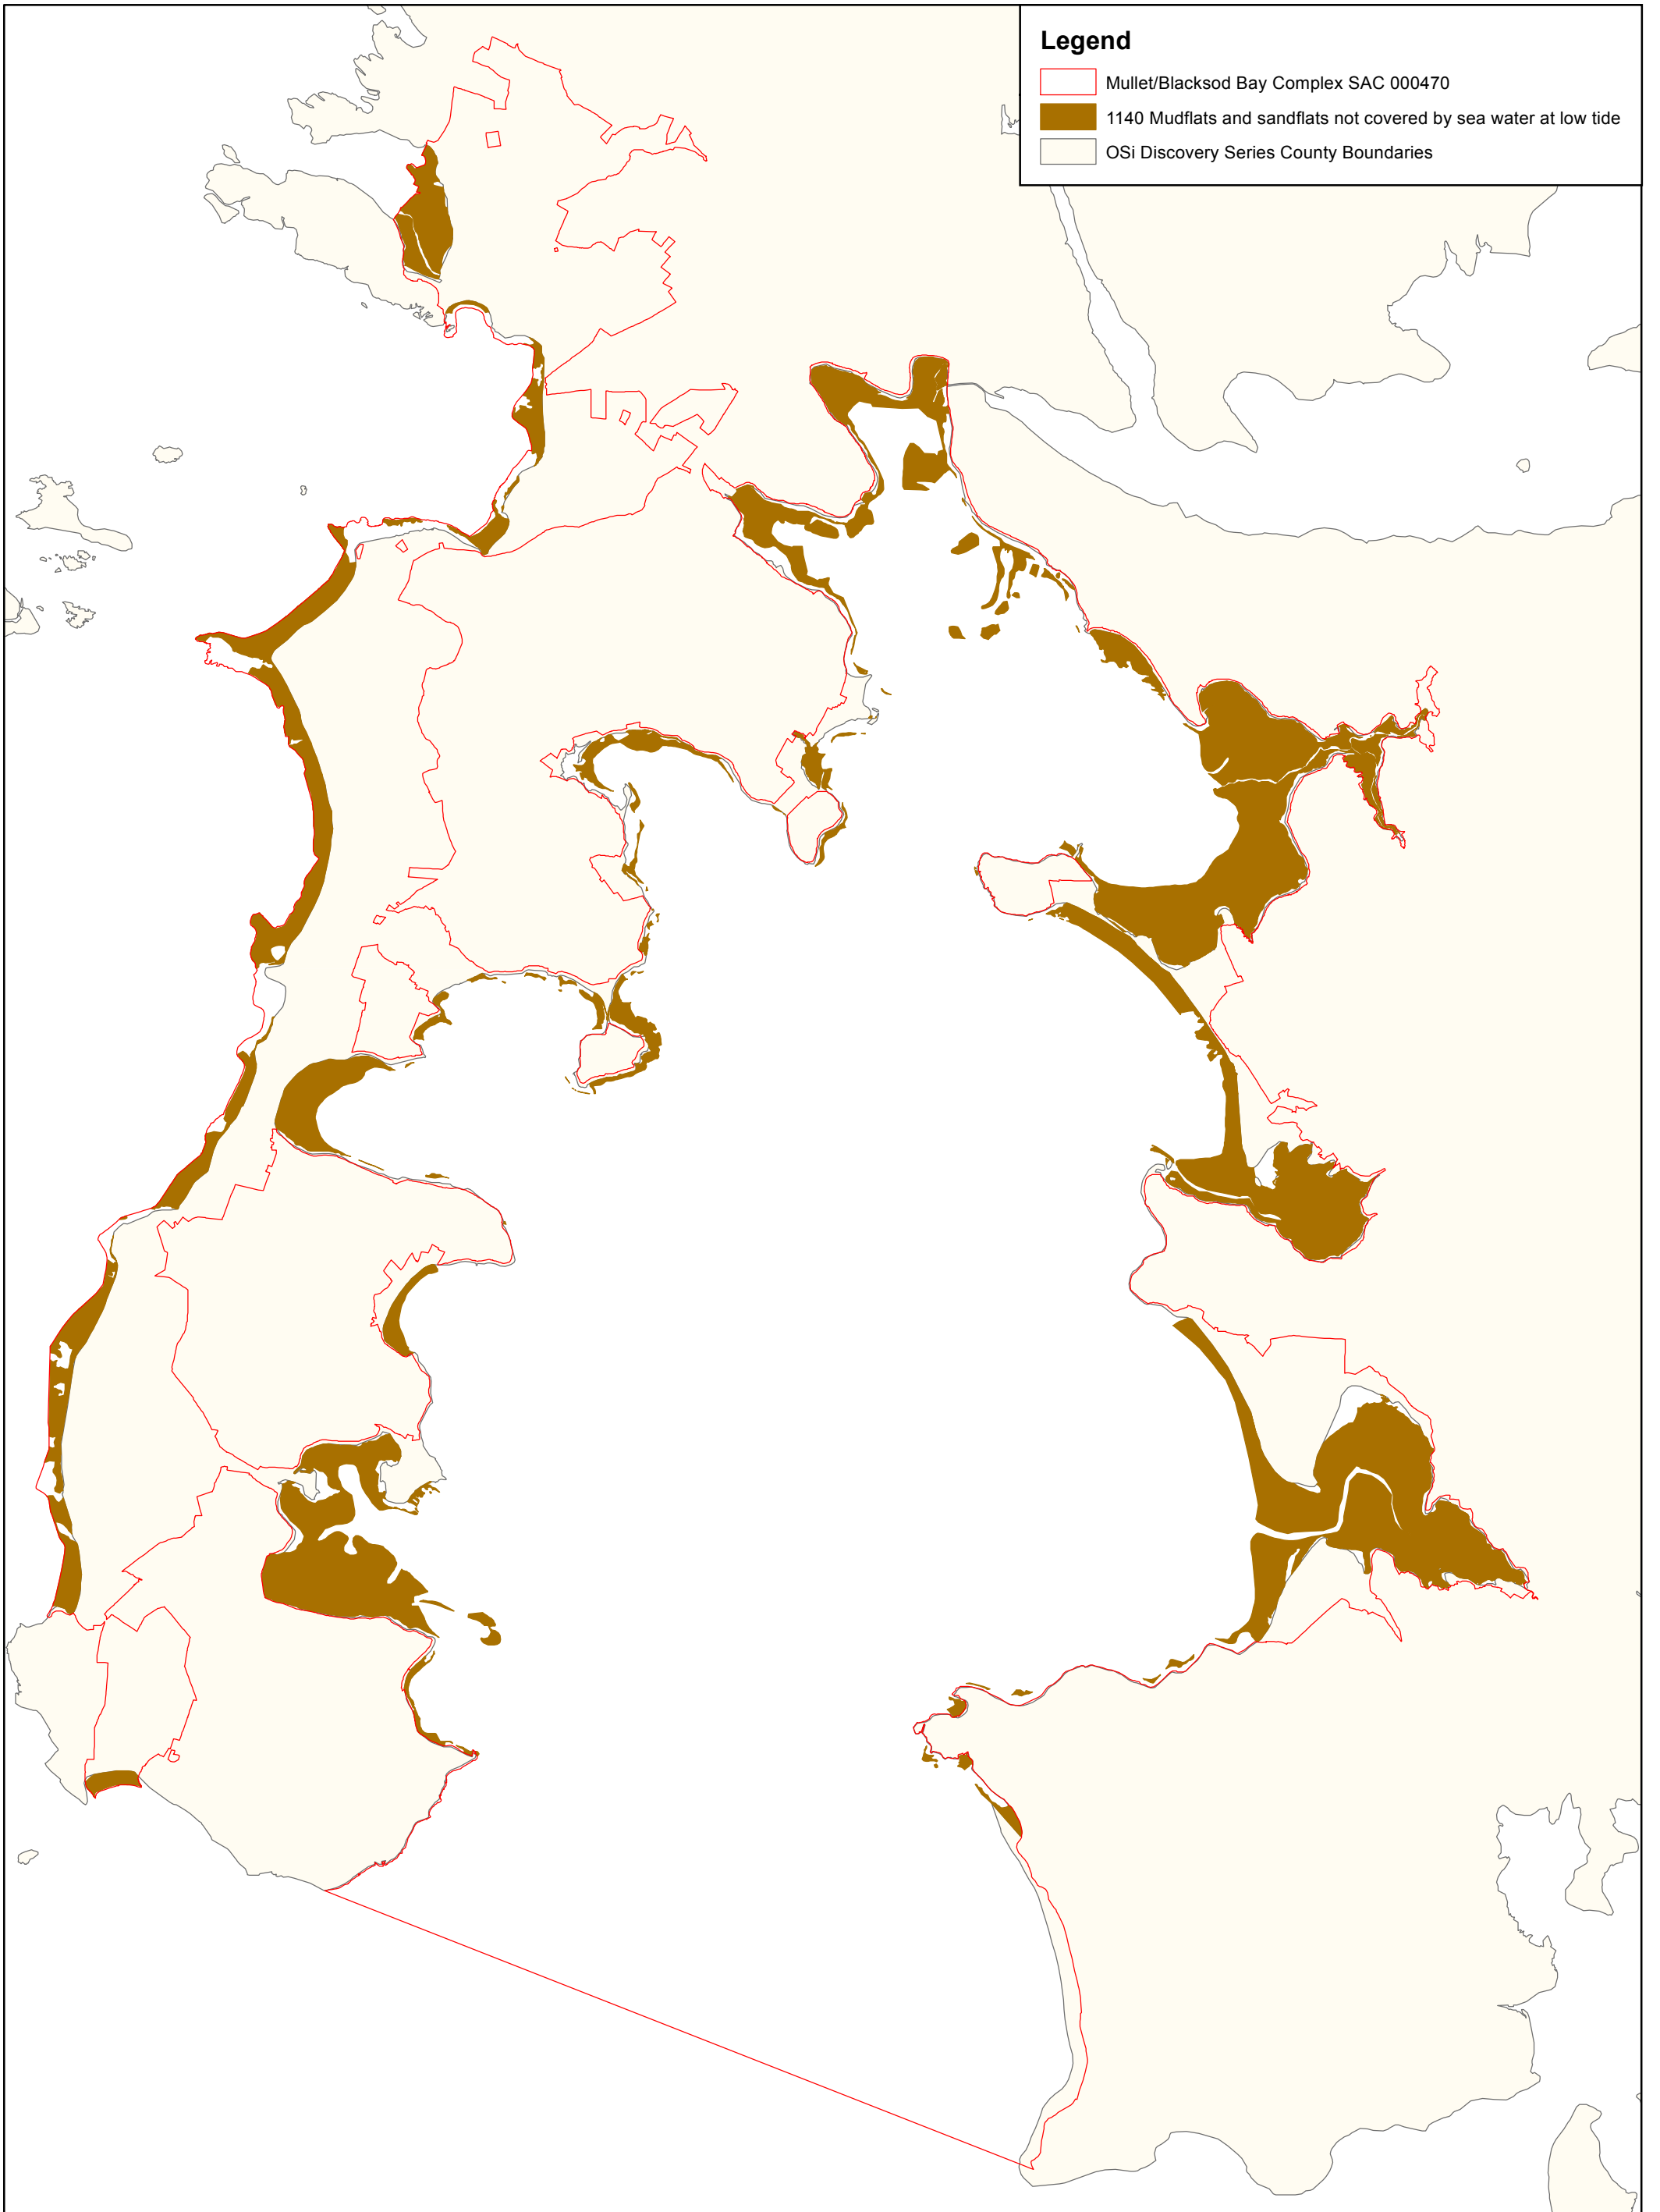 Legend
Mullet/Blacksod Bay Complex SAC 000470
1140 Mudflats and sandflats not covered by sea water at low tide
OSi Discovery Series County Boundaries